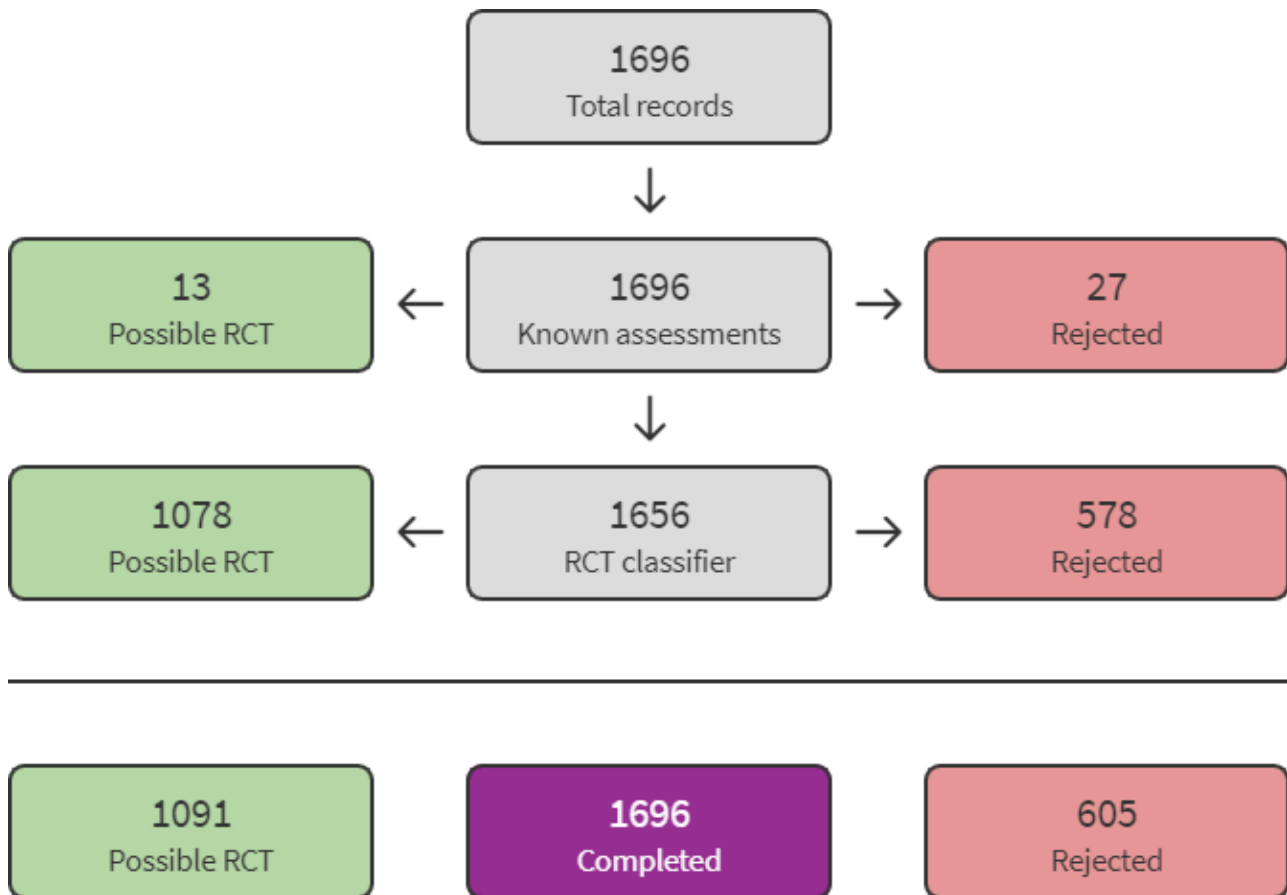 1696
Total records
13
Possible RCT
1696
Known assessments
27
Rejected
1078
Possible RCT
1656
RCT classifier
578
Rejected
1091
Possible RCT
1696
Completed
605
Rejected